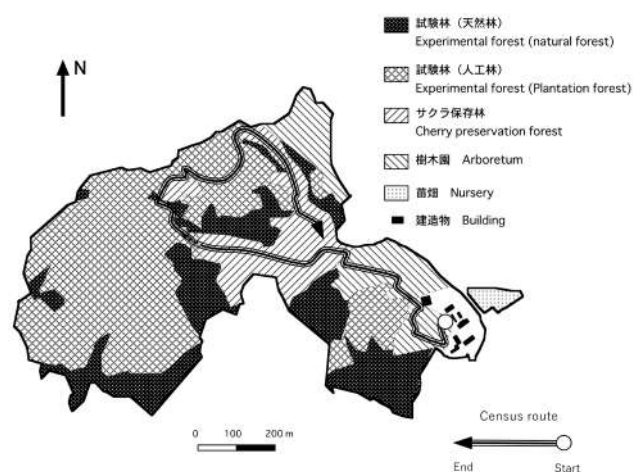 試験林（天然林）
Experimental forest (natural forest)
試験林（人工林）
Experimental forest (Plantation forest)
サクラ保存林
Cherry preservation forest
樹木園 Arboretum
苗畑 Nursery
建造物 Building
N
0 100 200 m
Census route
End Start